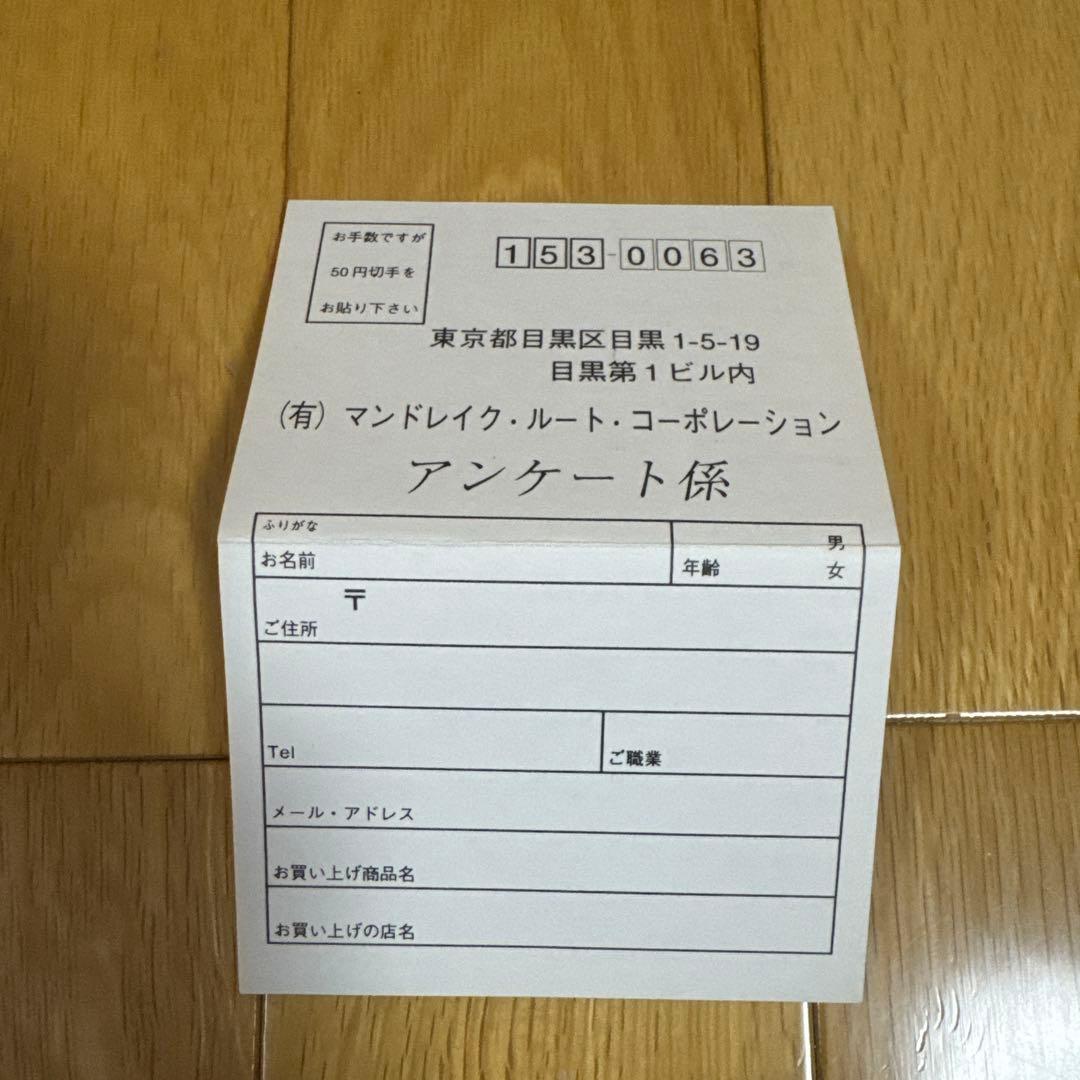 お手数ですが
50円切手を
お貼り下さい
153-0063
東京都目黒区目黒1-5-19
目黒第1ビル内
(有) マンドレイク・ルート・コーポレーション
アンケート係
ふりがな
お名前
年齢
男
女
〒
ご住所
Tel
ご職業
メール・アドレス
お買い上げ商品名
お買い上げの店名